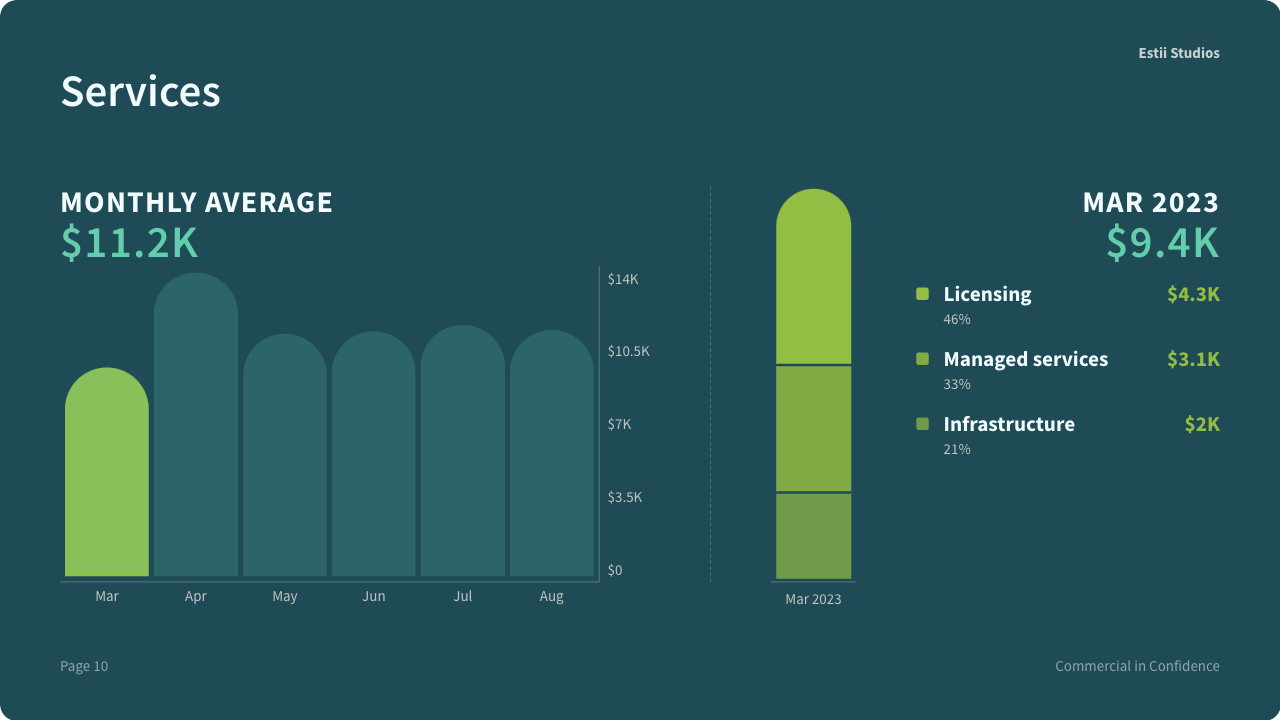 Estii Studios
Services
MONTHLY AVERAGE
$11.2K
$14K
$10.5K
$7K
$3.5K
$0
Mar Apr May Jun Jul Aug
Mar 2023
MAR 2023
$9.4K
Licensing $4.3K
46%
Managed services $3.1K
33%
Infrastructure $2K
21%
Page 10
Commercial in Confidence